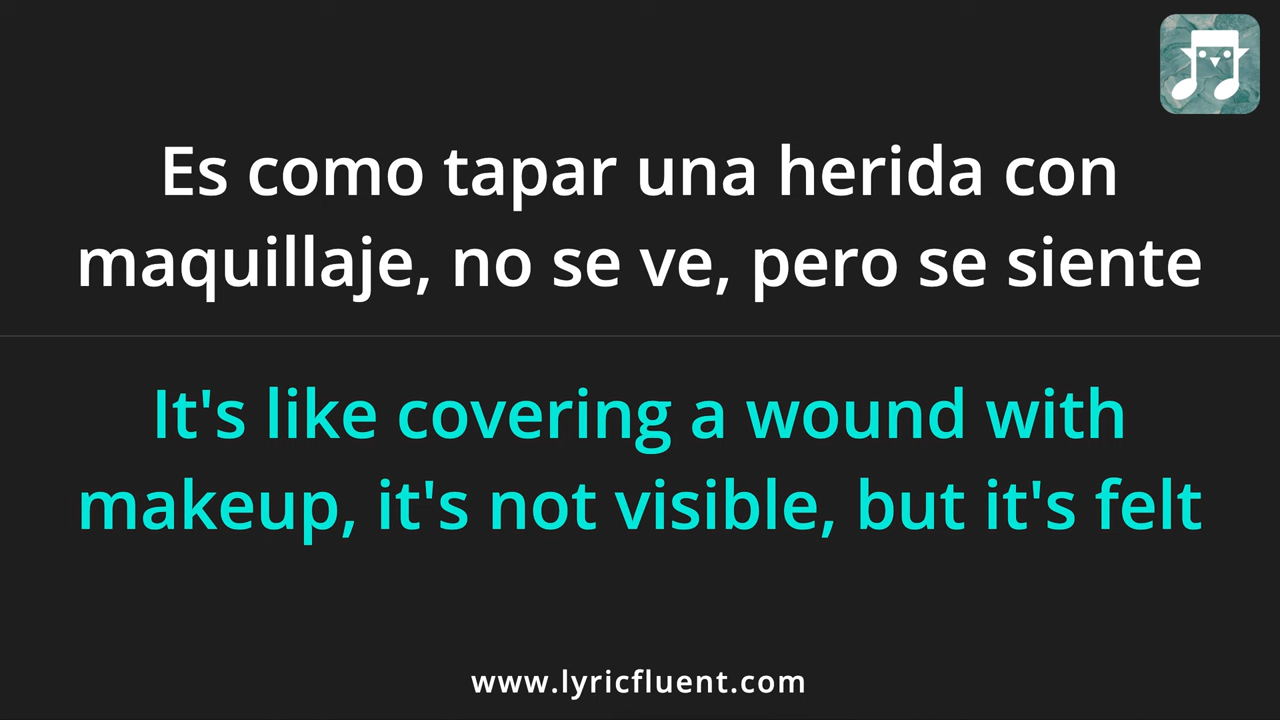 Es como tapar una herida con
maquillaje, no se ve, pero se siente
It's like covering a wound with
makeup, it's not visible, but it's felt
www.lyricfluent.com